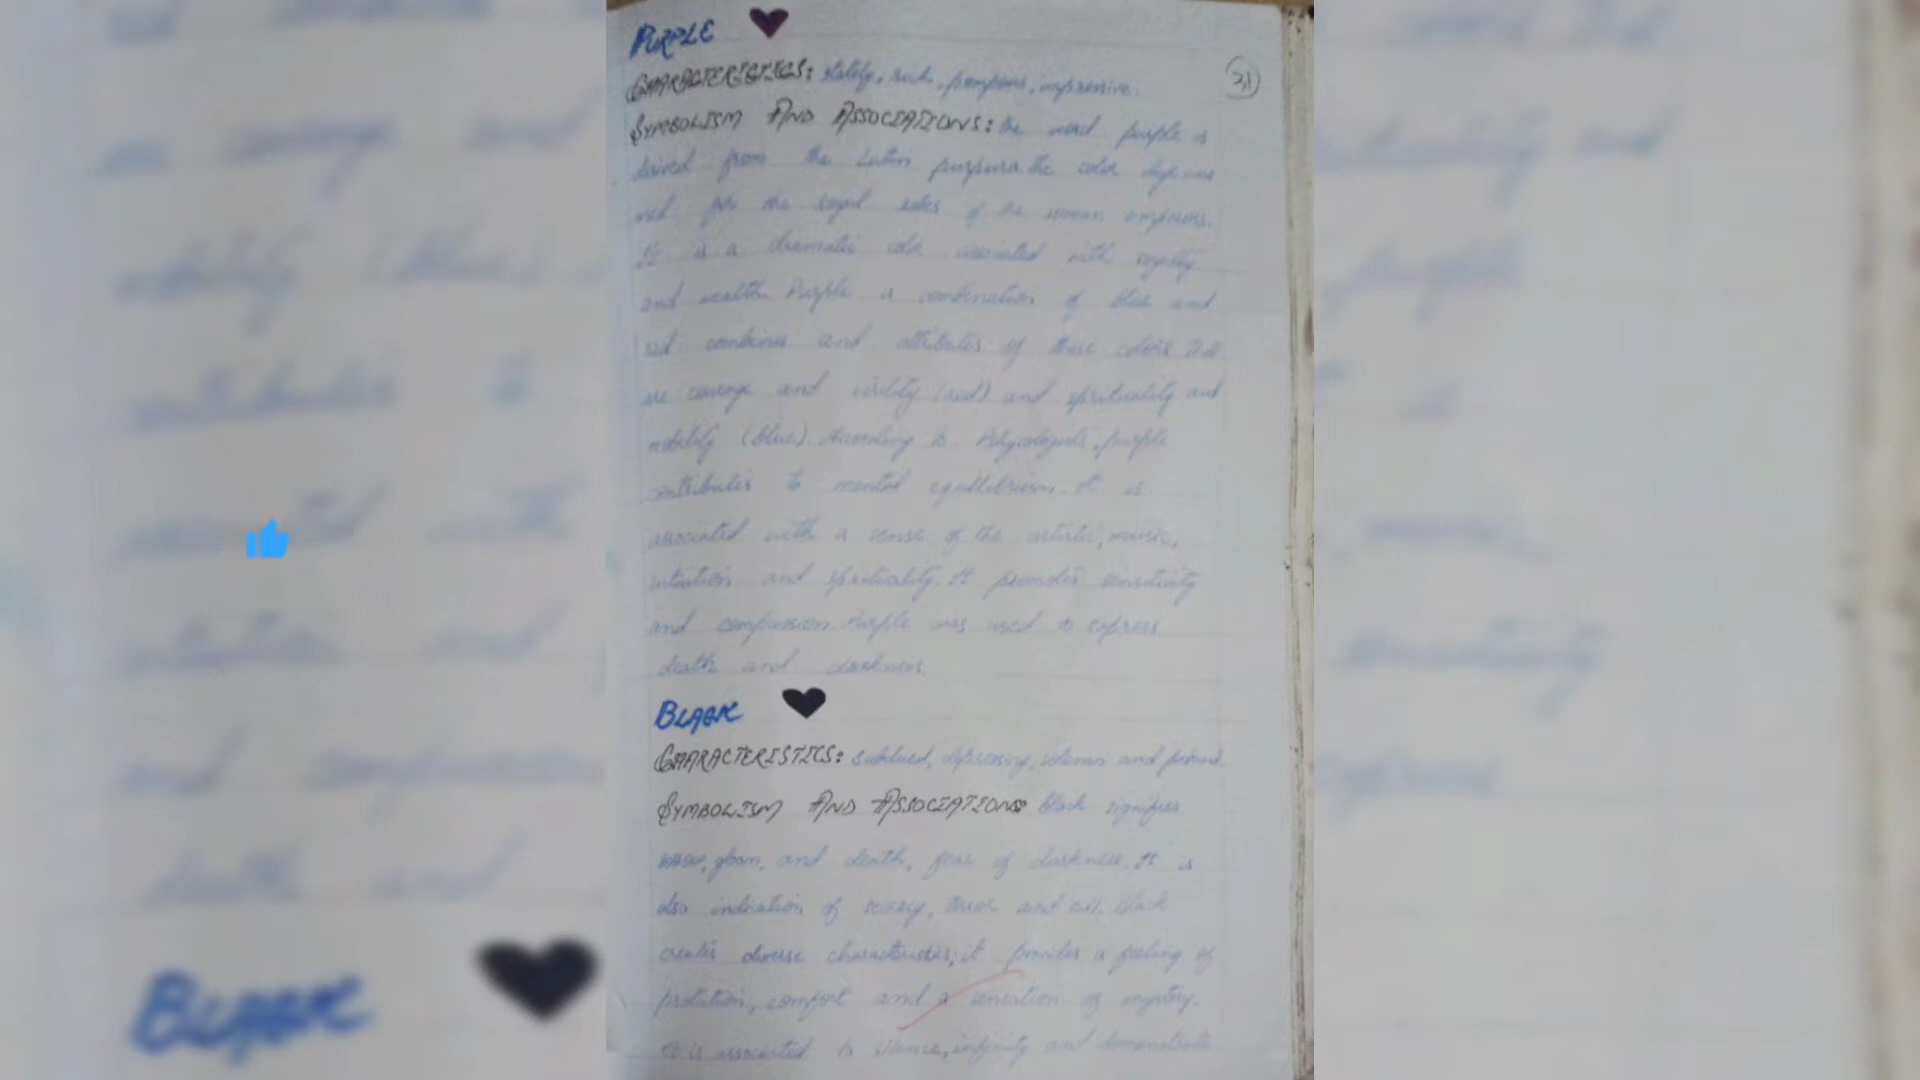 PURPLE
CHARACTERISTICS: stately, rich, pompous, impressive.
31
SYMBOLISM AND ASSOCIATIONS: the word purple is
derived from the Latin purpura. the color dye was
used for the royal robes of the roman emperors.
It is a dramatic color associated with royality
and wealth. Purple a combination of blue and
red combines and attributes of these colors that
are courage and virility (red) and sprituality and
nobility (blue). According to Pshycologists, purple
contributes to mental equilibrium. It is
associated with a sense of the artistic, music,
intuition and sprituality. It promotes sensitivity
and compassion. Purple was used to express
death and darkness.
BLACK
CHARACTERISTICS: subdued, depressing, solemn and
SYMBOLISM AND ASSOCIATIONS: black signifies
gloom, and death, fear of darkness. It is
also indication of terror and evil. black
creates diverse characteristics; it provides a feeling of
protection, comfort and a sensation of mystery.
It is associated to silence, infinity and